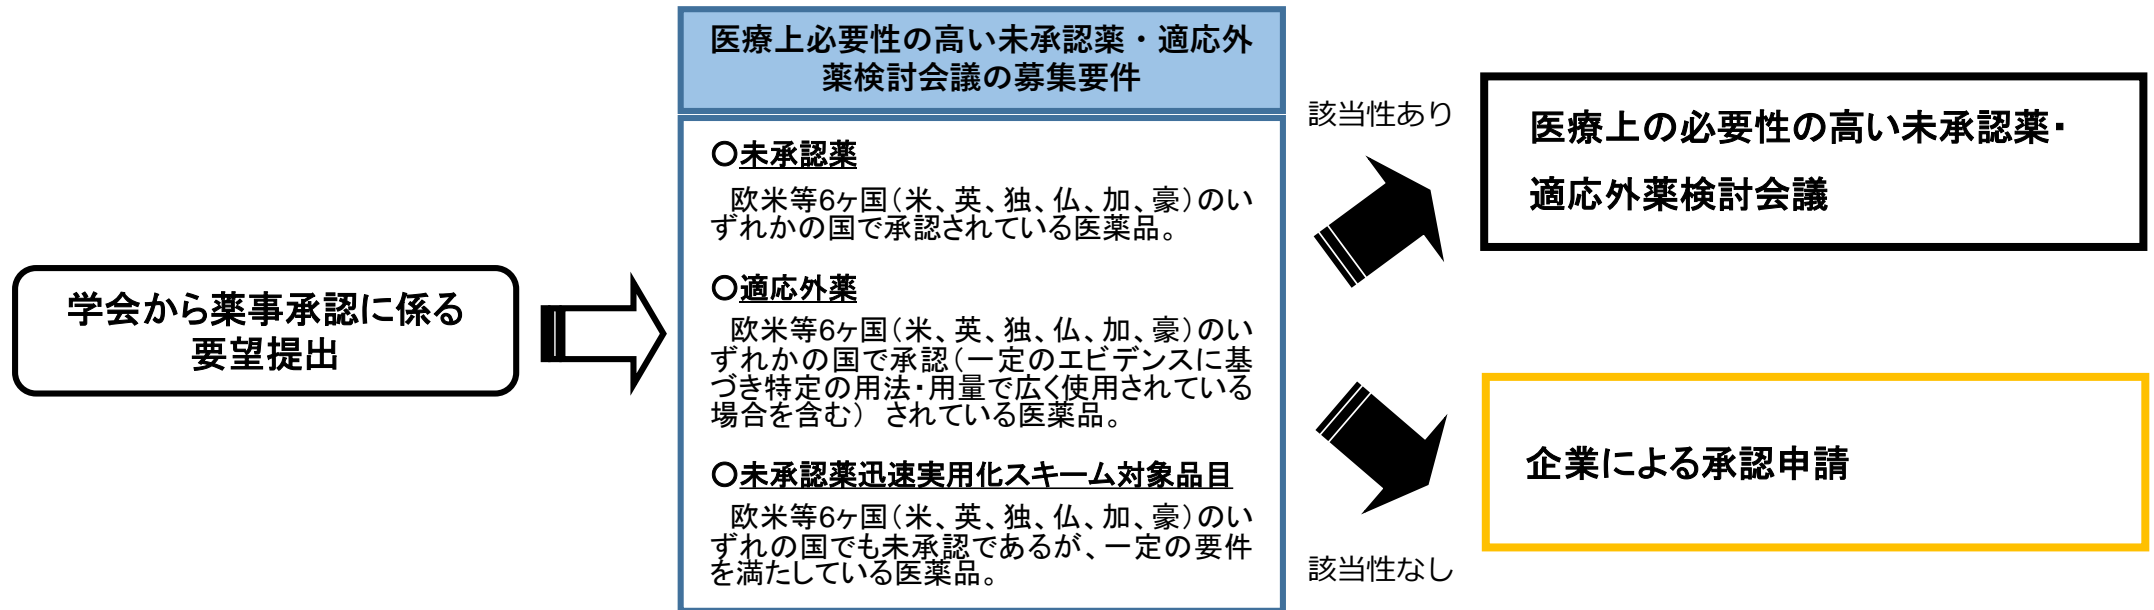 学会から薬事承認に係る
要望提出
医療上必要性の高い未承認薬・適応外
薬検討会議の募集要件
○未承認薬
欧米等6ヶ国(米、英、独、仏、加、豪)のい
ずれかの国で承認されている医薬品。
○適応外薬
欧米等6ヶ国(米、英、独、仏、加、豪)のい
ずれかの国で承認(一定のエビデンスに基
づき特定の用法・用量で広く使用されている
場合を含む) されている医薬品。
○未承認薬迅速実用化スキーム対象品目
欧米等6ヶ国(米、英、独、仏、加、豪)のい
ずれの国でも未承認であるが、一定の要件
を満たしている医薬品。
該当性あり
医療上の必要性の高い未承認薬・
適応外薬検討会議
該当性なし
企業による承認申請